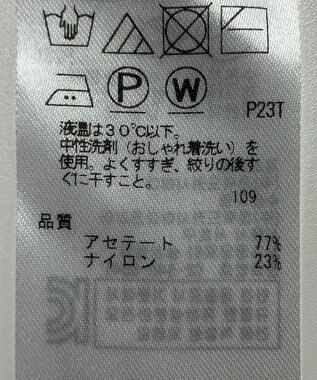 P
W
P23T
液温は30℃以下。
中性洗剤（おしゃれ着洗い）を
使用。よくすすぎ、絞りの後す
ぐに干すこと。
109
品質
アセテート 77%
ナイロン 23%